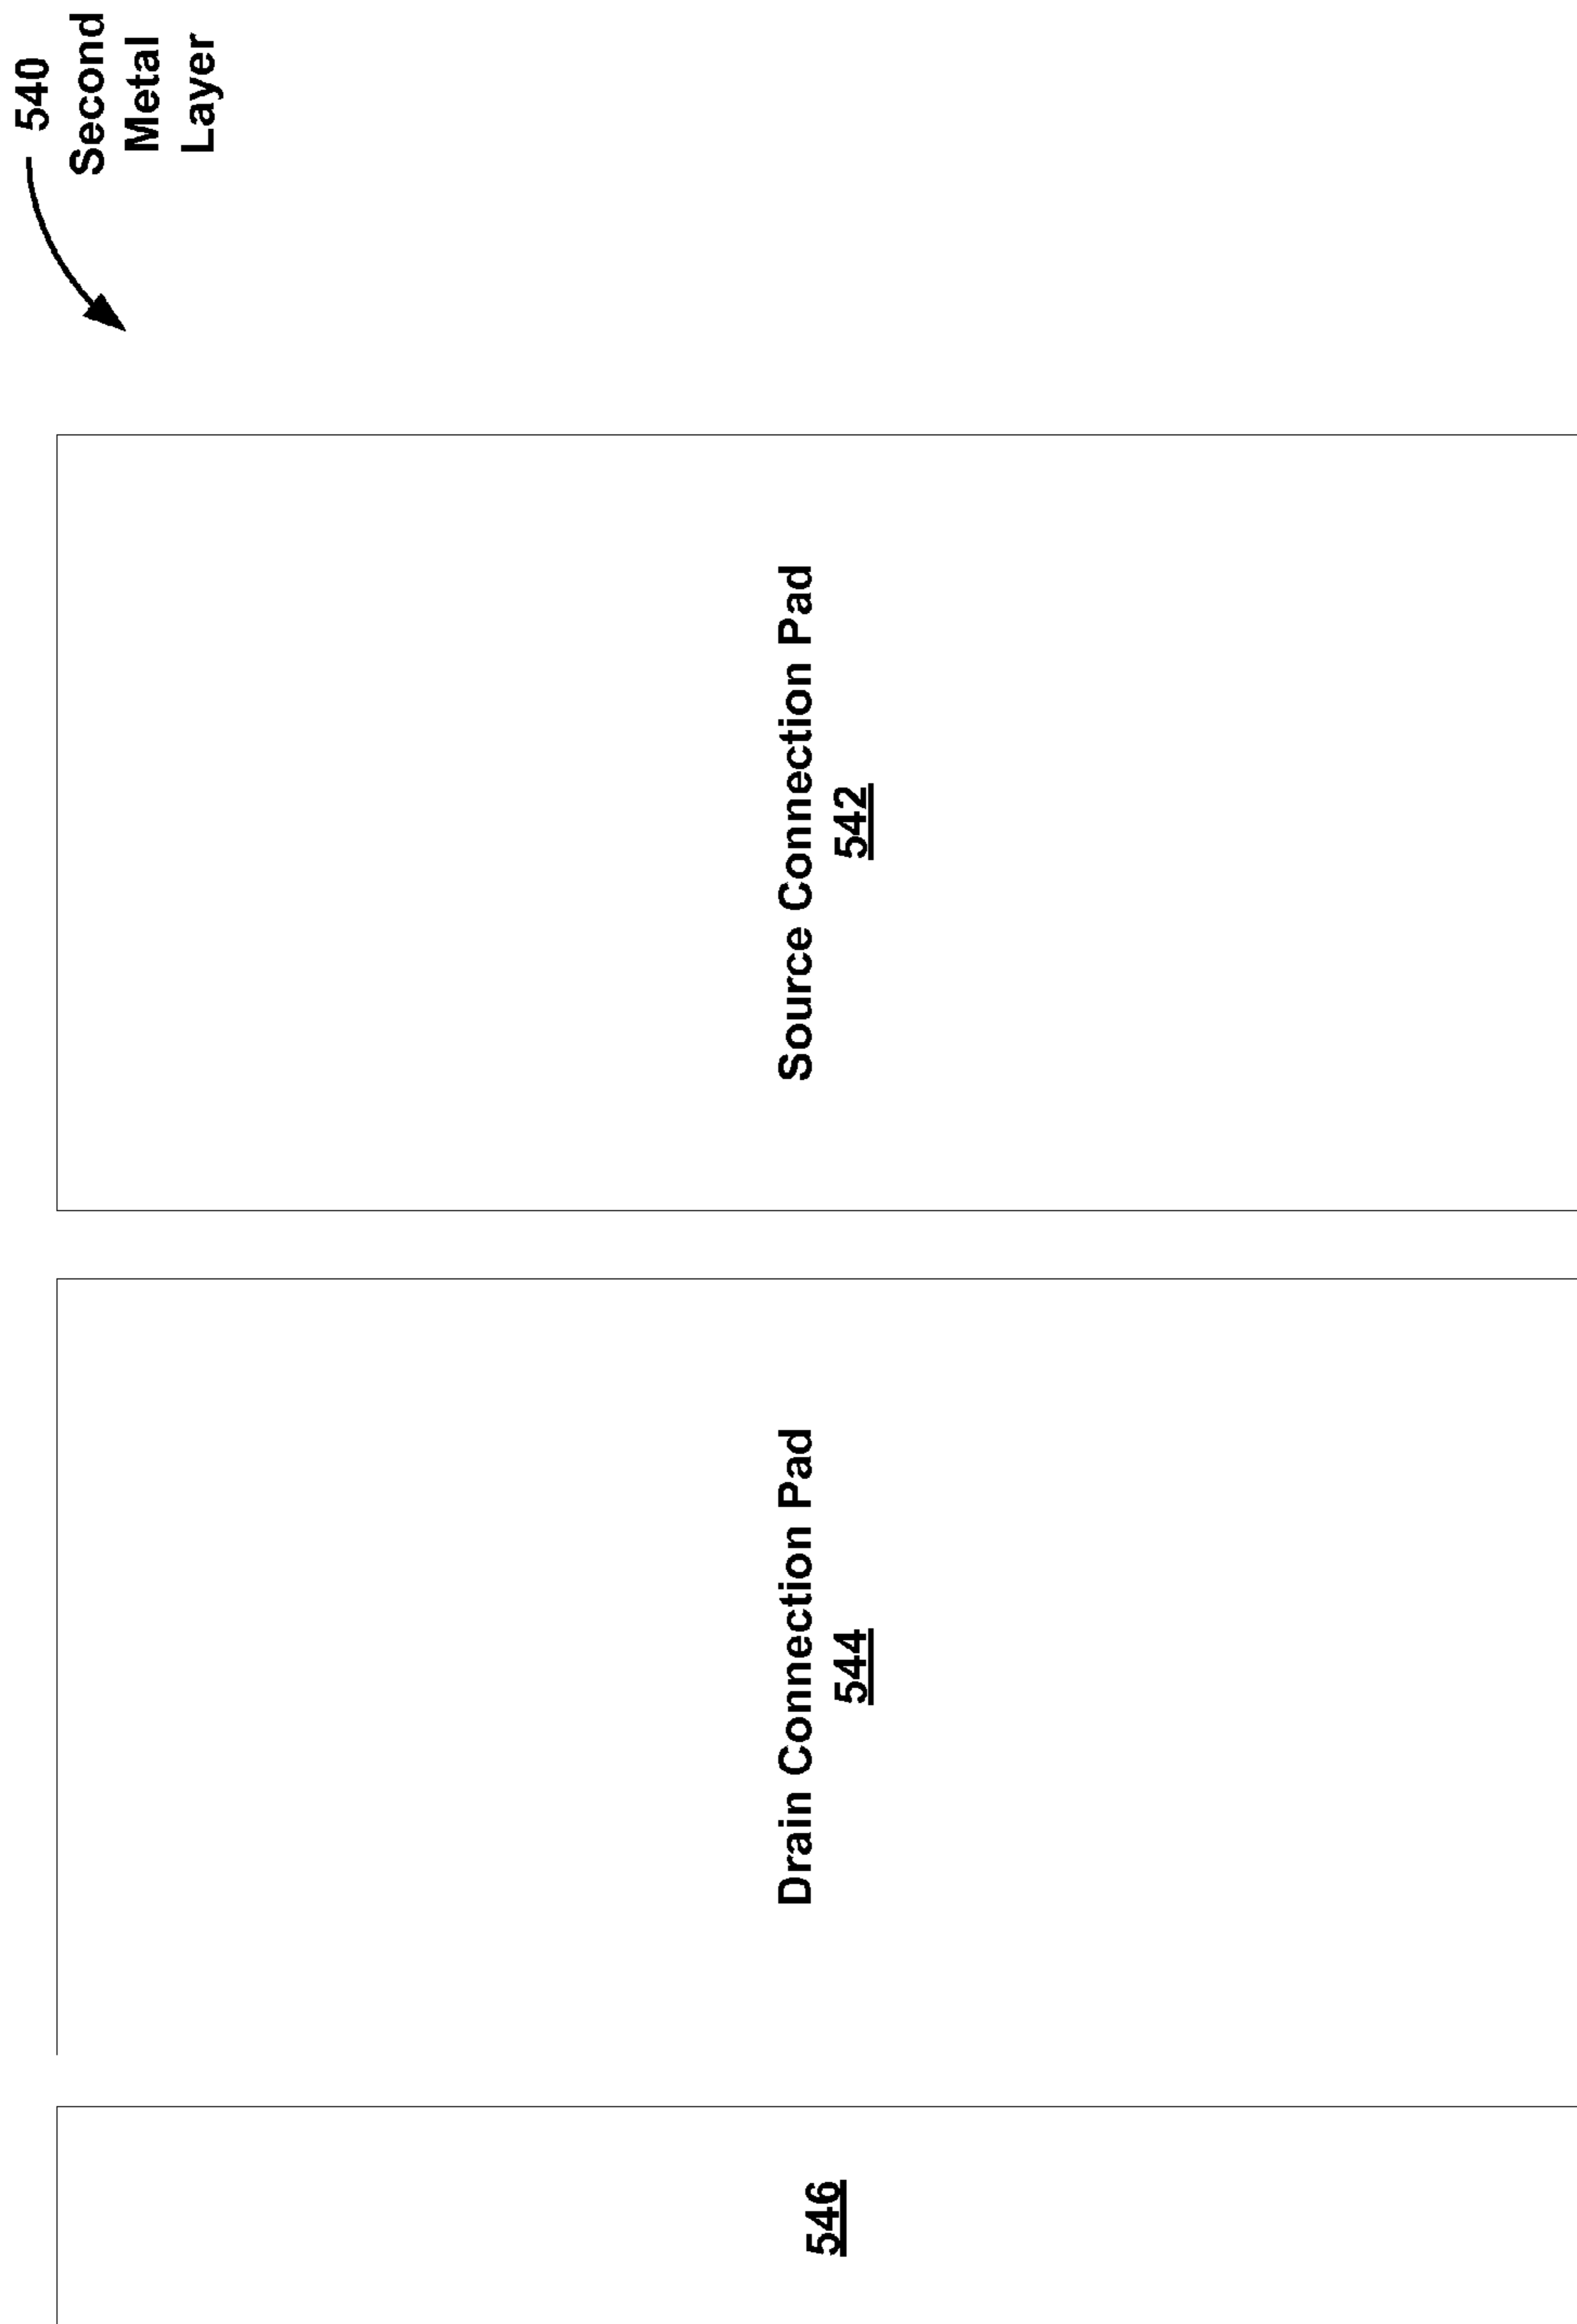 540
Second
Metal
Layer
Source Connection Pad
542
Drain Connection Pad
544
546